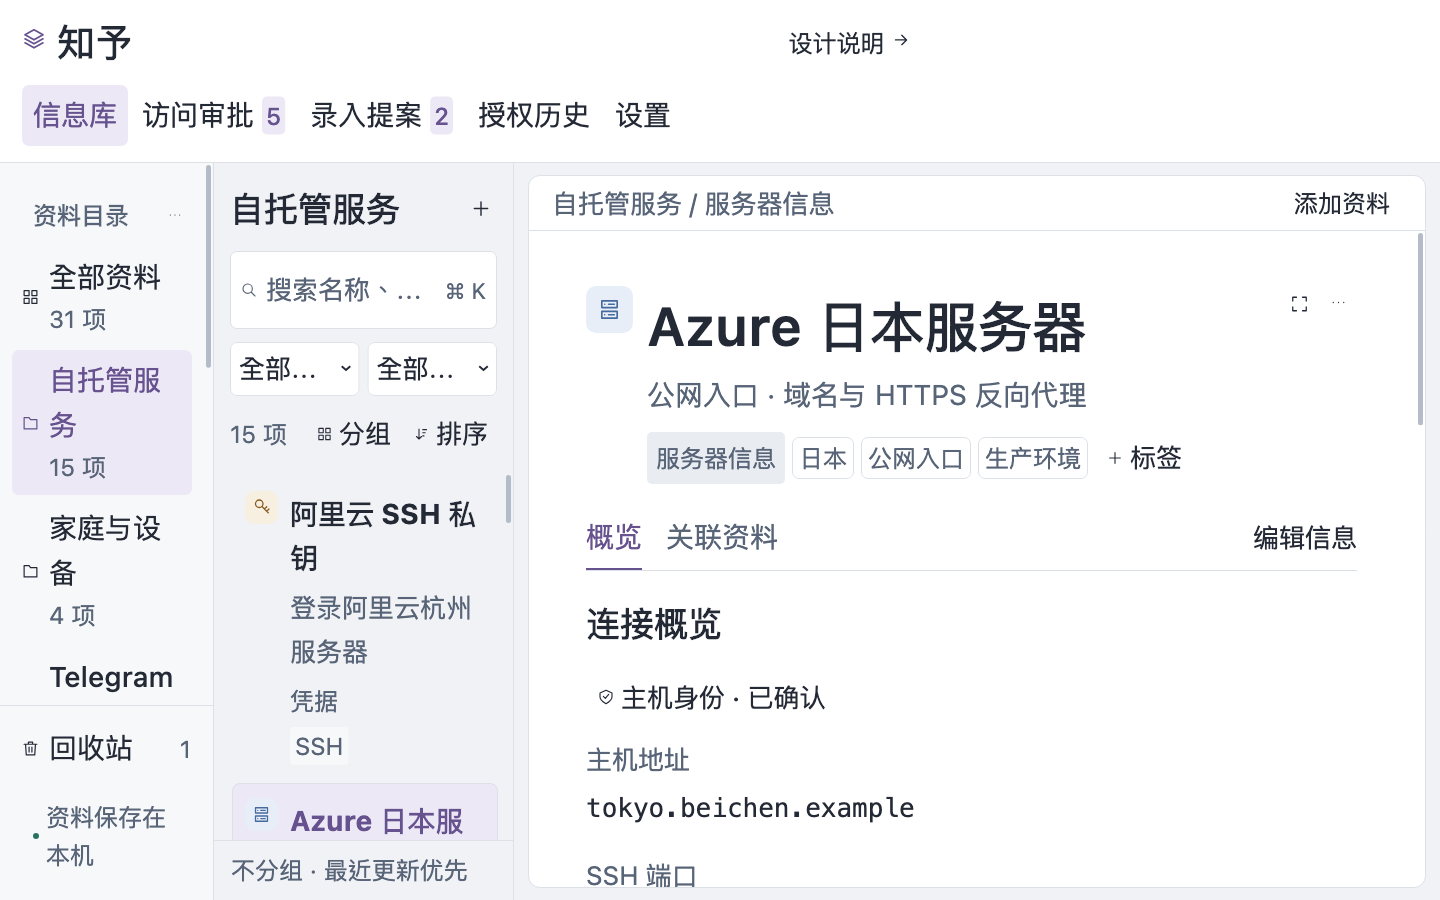 知予
设计说明 →
信息库 访问审批 5 录入提案 2 授权历史 设置
资料目录 ...
全部资料
31 项
自托管服
务
15 项
家庭与设
备
4 项
Telegram
回收站 1
资料保存在
本机
自托管服务 +
搜索名称、... ⌘ K
全部... 全部...
15 项 分组 排序
阿里云 SSH 私
钥
登录阿里云杭州
服务器
凭据
SSH
Azure 日本服
不分组 · 最近更新优先
自托管服务 / 服务器信息 添加资料
Azure 日本服务器 ...
公网入口 · 域名与 HTTPS 反向代理
服务器信息 日本 公网入口 生产环境 + 标签
概览 关联资料 编辑信息
连接概览
主机身份 · 已确认
主机地址
tokyo.beichen.example
SSH 端口